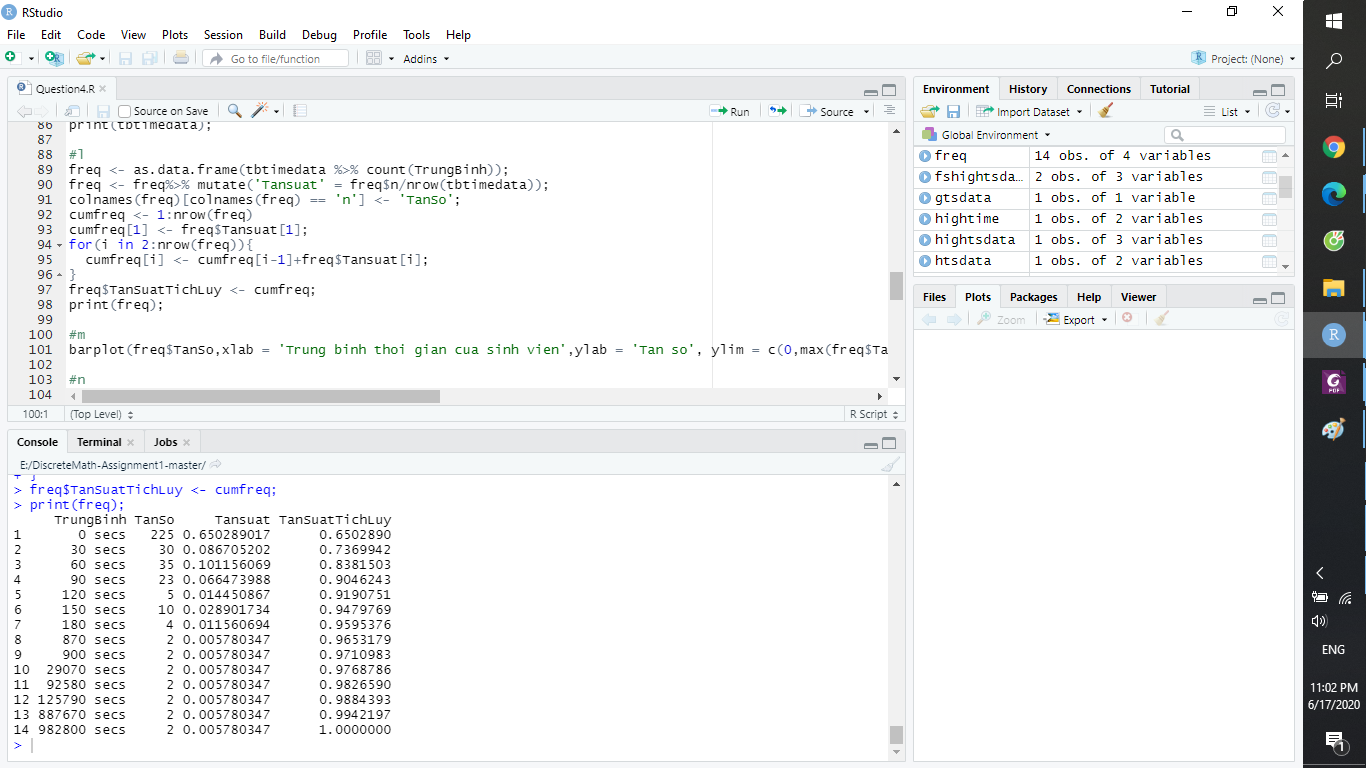 RStudio
File Edit Code View Plots Session Build Debug Profile Tools Help
Go to file/function Addins Project: (None)
Question4.R
Source on Save Run Source
86 print(tbtimedata);
87
88 #l
89 freq <- as.data.frame(tbtimedata %>% count(TrungBinh));
90 freq <- freq%>% mutate('Tansuat' = freq$n/nrow(tbtimedata));
91 colnames(freq)[colnames(freq) == 'n'] <- 'TanSo';
92 cumfreq <- 1:nrow(freq)
93 cumfreq[1] <- freq$Tansuat[1];
94 for(i in 2:nrow(freq)){
95 cumfreq[i] <- cumfreq[i-1]+freq$Tansuat[i];
96 }
97 freq$TanSuatTichLuy <- cumfreq;
98 print(freq);
99
100 #m
101 barplot(freq$TanSo,xlab = 'Trung binh thoi gian cua sinh vien',ylab = 'Tan so', ylim = c(0,max(freq$Ta
102
103 #n
104
100:1 (Top Level) R Script
Console Terminal Jobs
E:/DiscreteMath-Assignment1-master/
+ }
> freq$TanSuatTichLuy <- cumfreq;
> print(freq);
TrungBinh TanSo Tansuat TanSuatTichLuy
1 0 secs 225 0.650289017 0.6502890
2 30 secs 30 0.086705202 0.7369942
3 60 secs 35 0.101156069 0.8381503
4 90 secs 23 0.066473988 0.9046243
5 120 secs 5 0.014450867 0.9190751
6 150 secs 10 0.028901734 0.9479769
7 180 secs 4 0.011560694 0.9595376
8 870 secs 2 0.005780347 0.9653179
9 900 secs 2 0.005780347 0.9710983
10 29070 secs 2 0.005780347 0.9768786
11 92580 secs 2 0.005780347 0.9826590
12 125790 secs 2 0.005780347 0.9884393
13 887670 secs 2 0.005780347 0.9942197
14 982800 secs 2 0.005780347 1.0000000
>
Environment History Connections Tutorial
Import Dataset List
Global Environment
freq 14 obs. of 4 variables
fshightsda… 2 obs. of 3 variables
gtsdata 1 obs. of 1 variable
hightime 1 obs. of 2 variables
hightsdata 1 obs. of 3 variables
htsdata 1 obs. of 2 variables
Files Plots Packages Help Viewer
Zoom Export
R
PDF
ENG
11:02 PM
6/17/2020
1